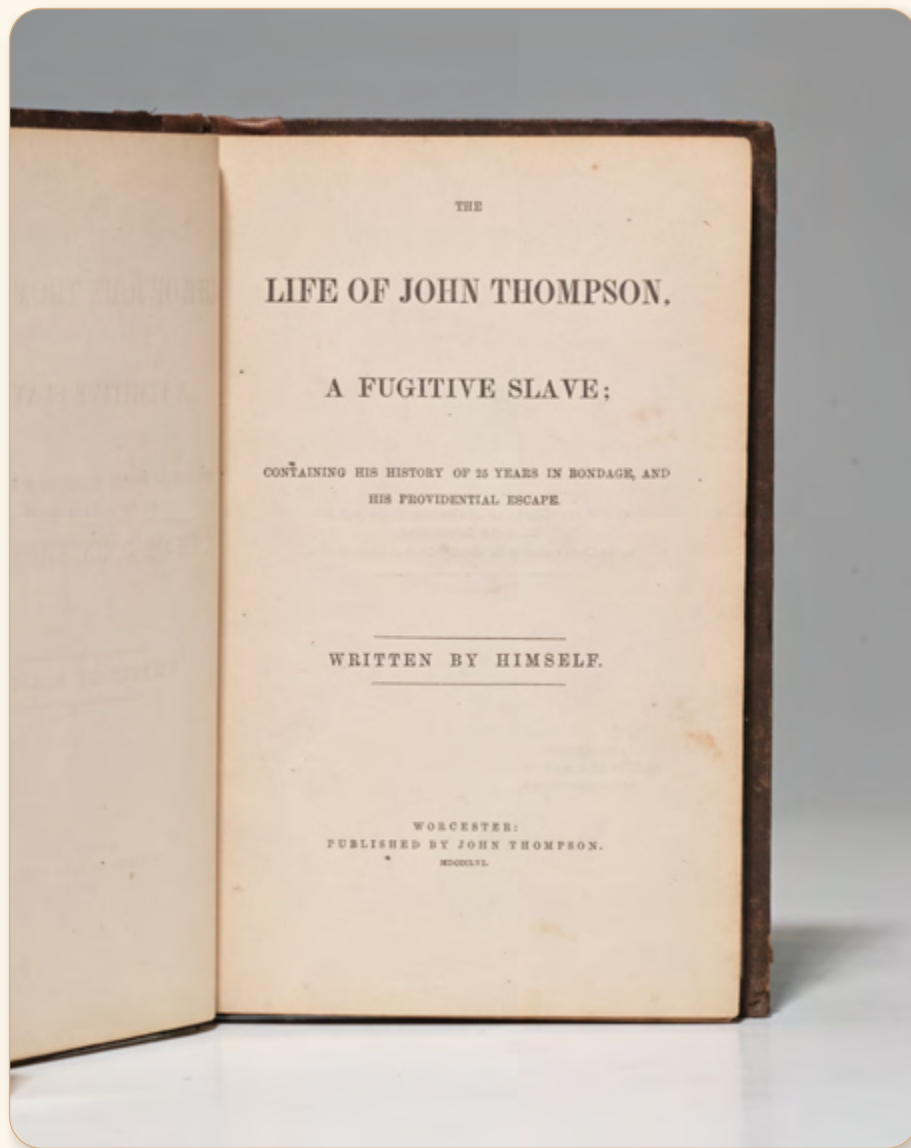 THE
LIFE OF JOHN THOMPSON,
A FUGITIVE SLAVE;
CONTAINING HIS HISTORY OF 25 YEARS IN BONDAGE, AND
HIS PROVIDENTIAL ESCAPE.
WRITTEN BY HIMSELF.
WORCESTER:
PUBLISHED BY JOHN THOMPSON.
MDCCCLVI.